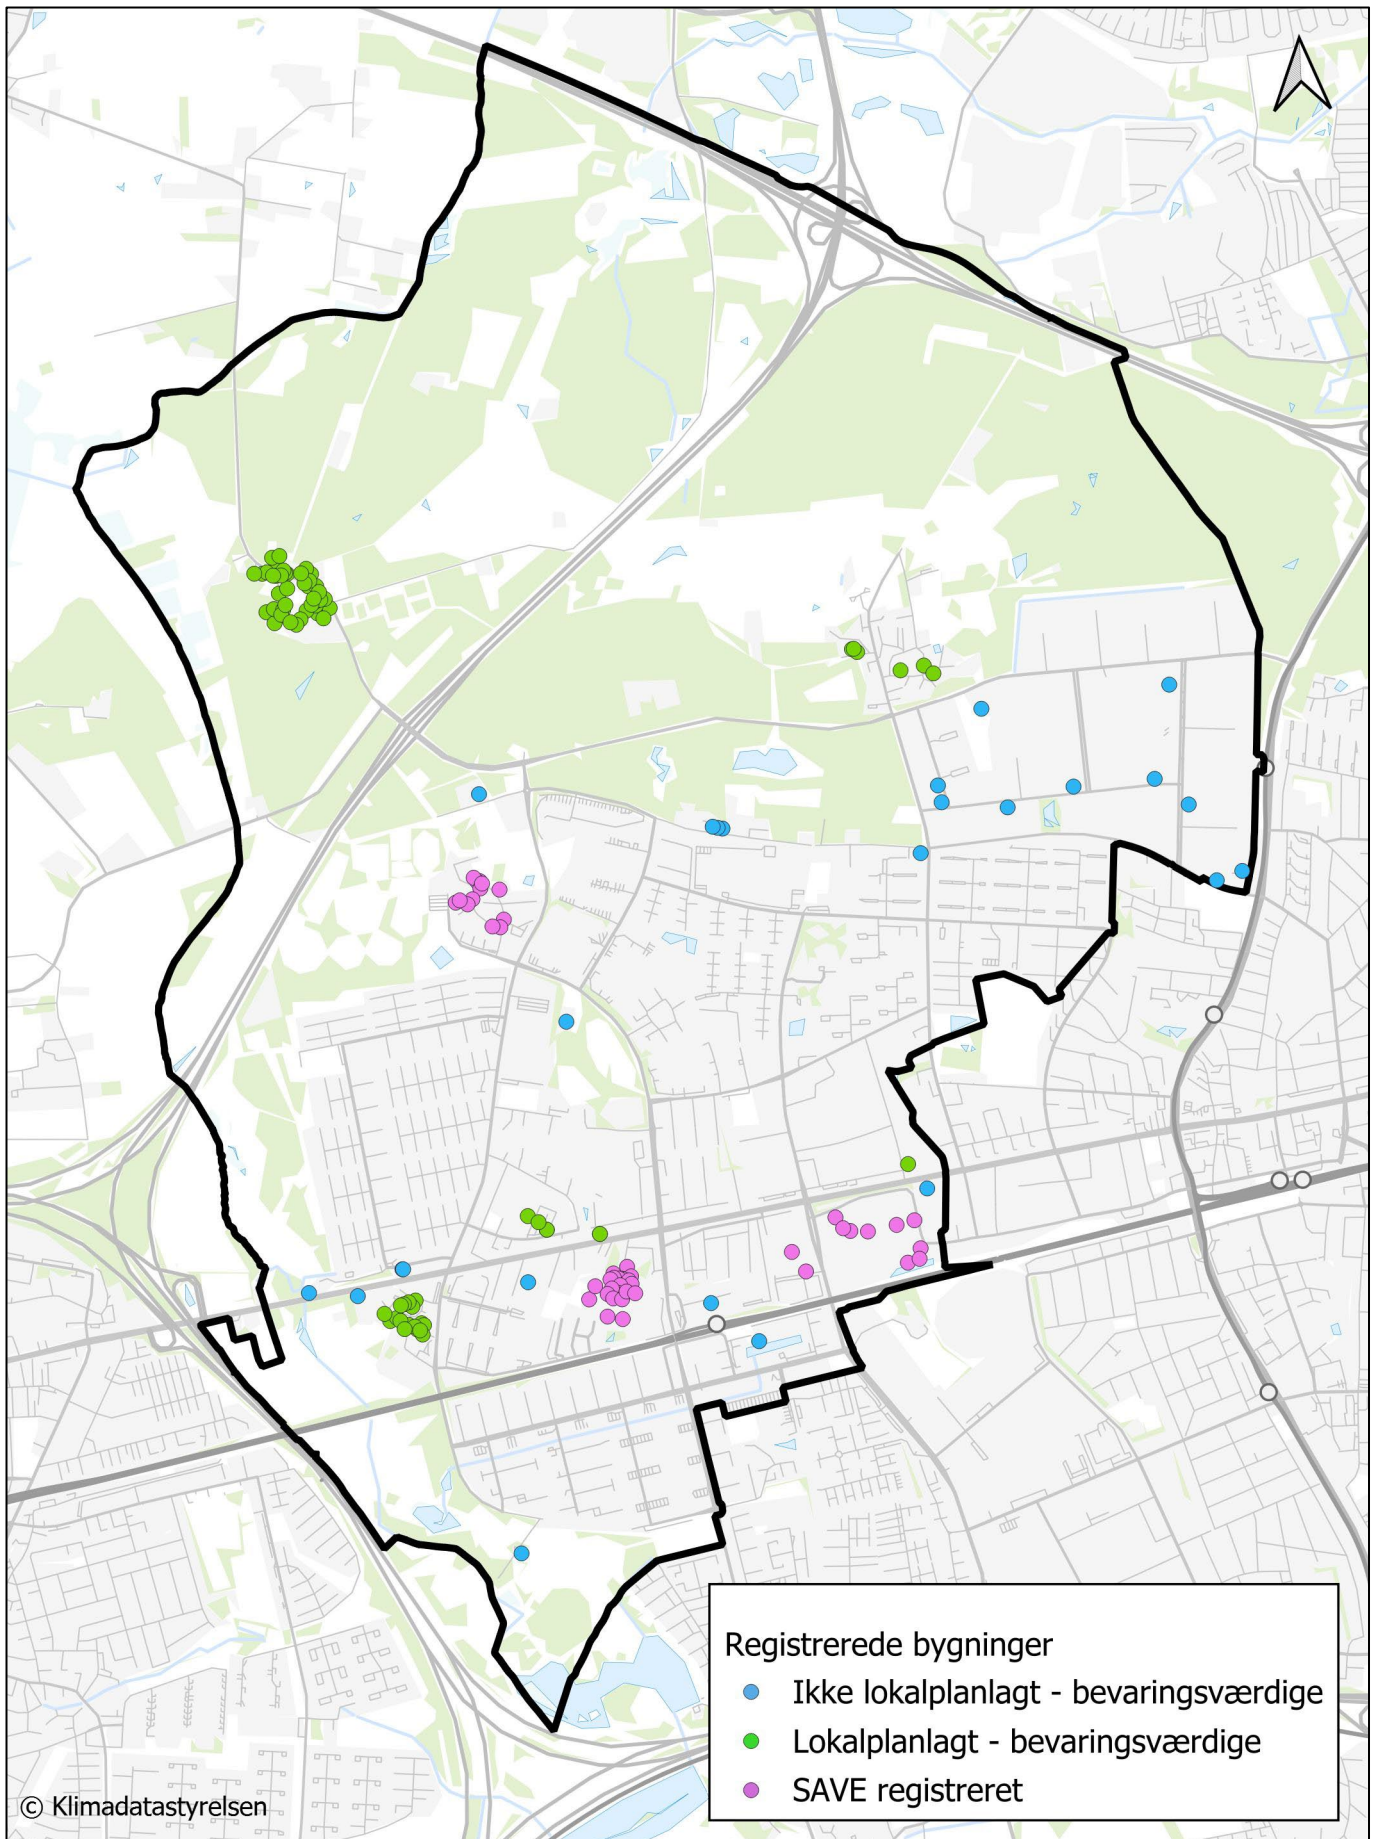 Registrerede bygninger
Ikke lokalplanlagt - bevaringsværdige
Lokalplanlagt - bevaringsværdige
SAVE registreret
© Klimadatastyrelsen